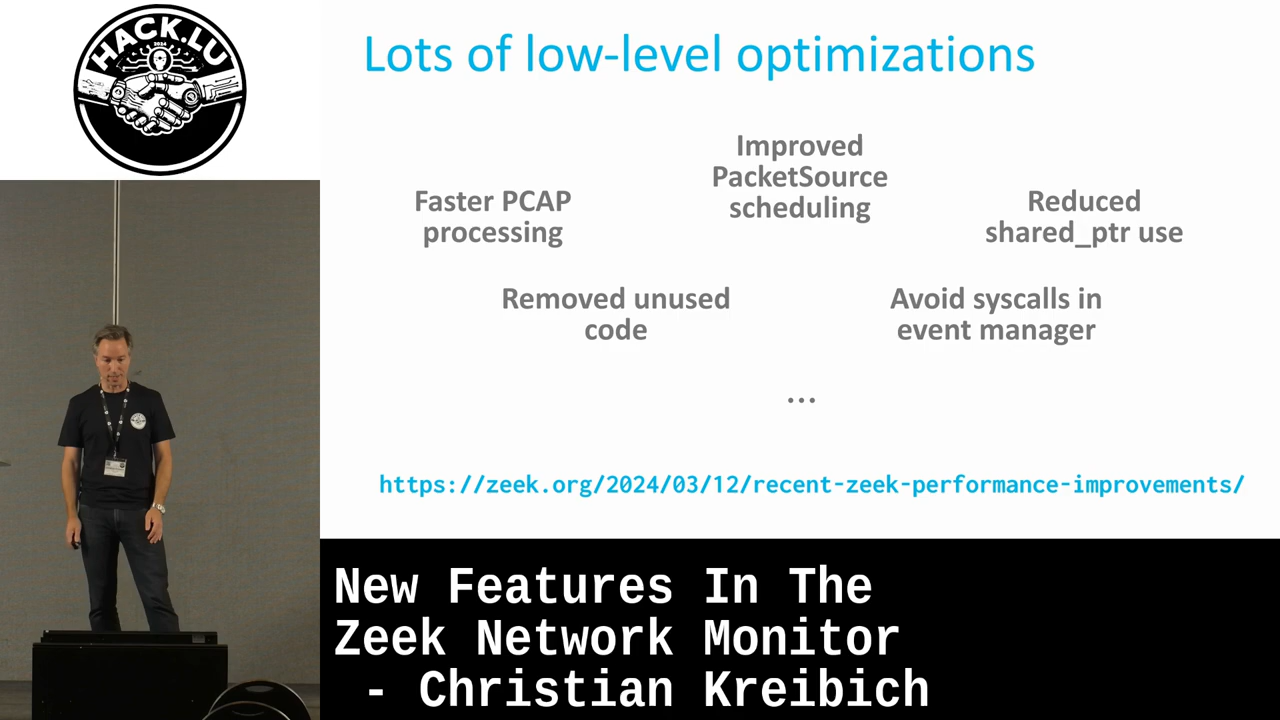 HACK.LU
2024
Lots of low-level optimizations
Improved
PacketSource
scheduling
Faster PCAP
processing
Reduced
shared_ptr use
Removed unused
code
Avoid syscalls in
event manager
...
https://zeek.org/2024/03/12/recent-zeek-performance-improvements/
New Features In The
Zeek Network Monitor
- Christian Kreibich